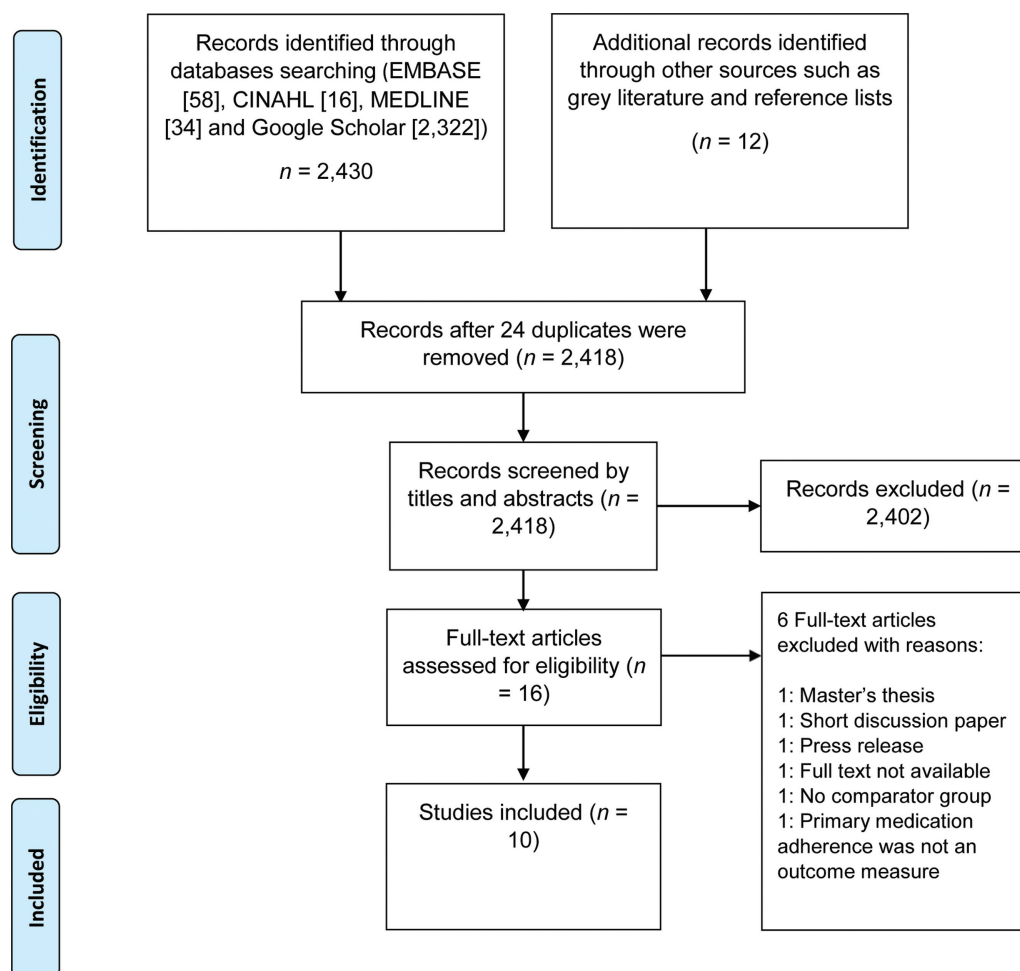 Identification
Records identified through
databases searching (EMBASE
[58], CINAHL [16], MEDLINE
[34] and Google Scholar [2,322])
n = 2,430
Additional records identified
through other sources such as
grey literature and reference lists
(n = 12)
Screening
Records after 24 duplicates were
removed (n = 2,418)
Records screened by
titles and abstracts (n =
2,418)
Records excluded (n =
2,402)
Eligibility
Full-text articles
assessed for eligibility (n
= 16)
6 Full-text articles
excluded with reasons:
1: Master's thesis
1: Short discussion paper
1: Press release
1: Full text not available
1: No comparator group
1: Primary medication
adherence was not an
outcome measure
Included
Studies included (n =
10)